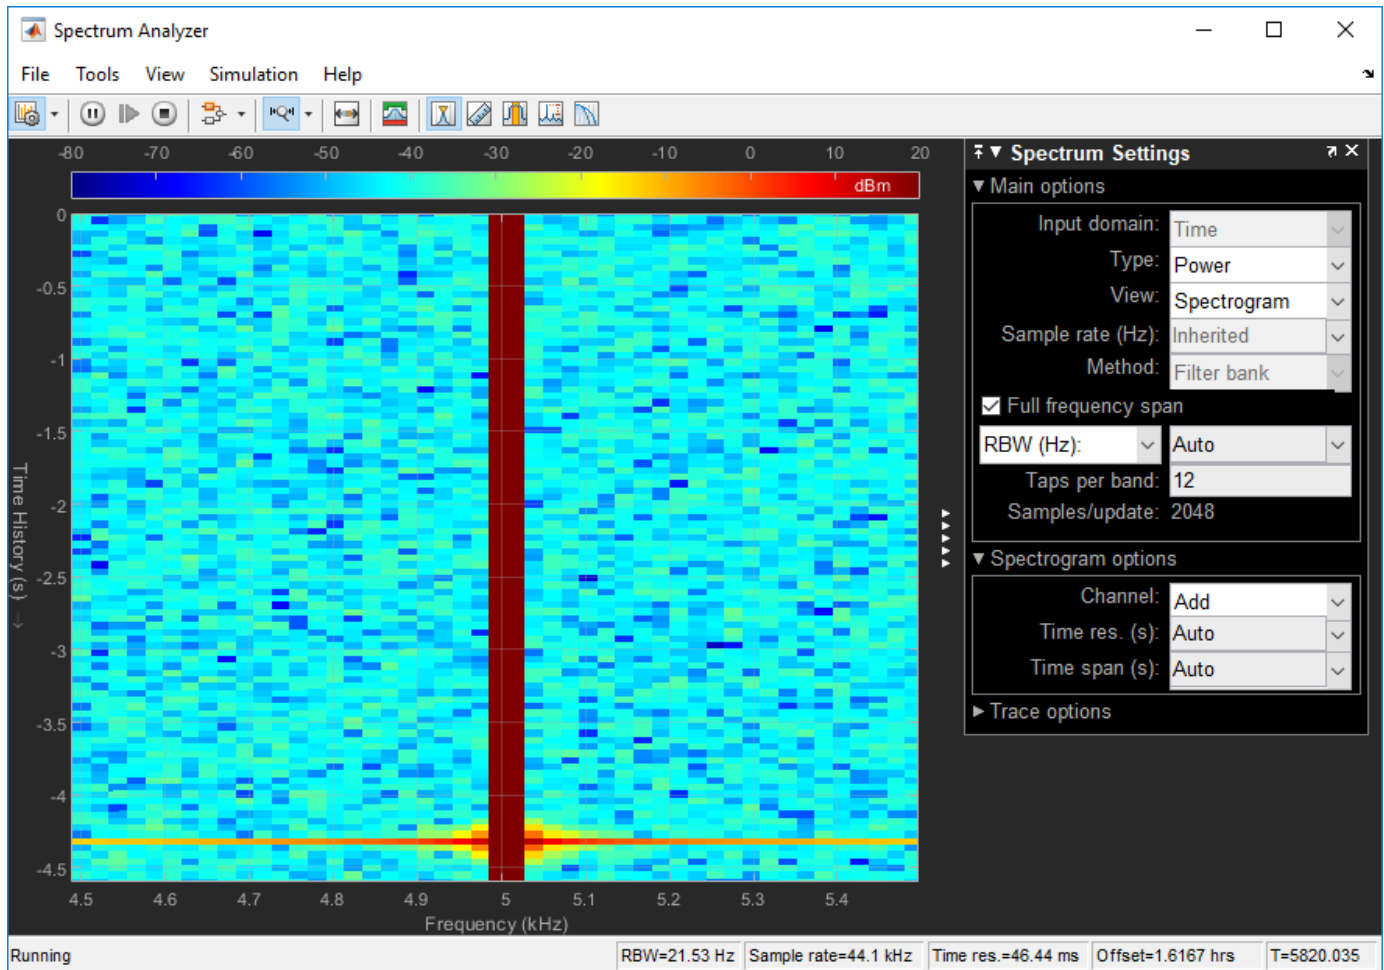 Spectrum Analyzer
File Tools View Simulation Help
-80 -70 -60 -50 -40 -30 -20 -10 0 10 20
dBm
0
-0.5
-1
-1.5
-2
-2.5
-3
-3.5
-4
-4.5
Time History (s) →
4.5 4.6 4.7 4.8 4.9 5 5.1 5.2 5.3 5.4
Frequency (kHz)
Spectrum Settings
Main options
Input domain: Time
Type: Power
View: Spectrogram
Sample rate (Hz): Inherited
Method: Filter bank
Full frequency span
RBW (Hz): Auto
Taps per band: 12
Samples/update: 2048
Spectrogram options
Channel: Add
Time res. (s): Auto
Time span (s): Auto
Trace options
Running RBW=21.53 Hz Sample rate=44.1 kHz Time res.=46.44 ms Offset=1.6167 hrs T=5820.035